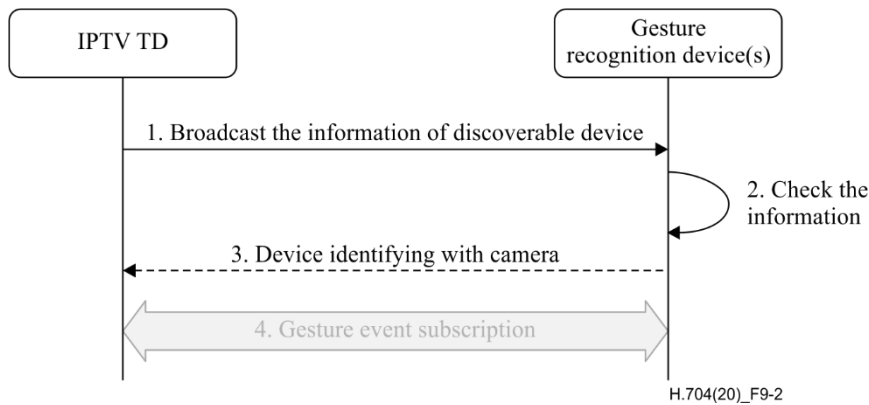 IPTV TD
Gesture
recognition device(s)
1. Broadcast the information of discoverable device
2. Check the
information
3. Device identifying with camera
4. Gesture event subscription
H.704(20)_F9-2